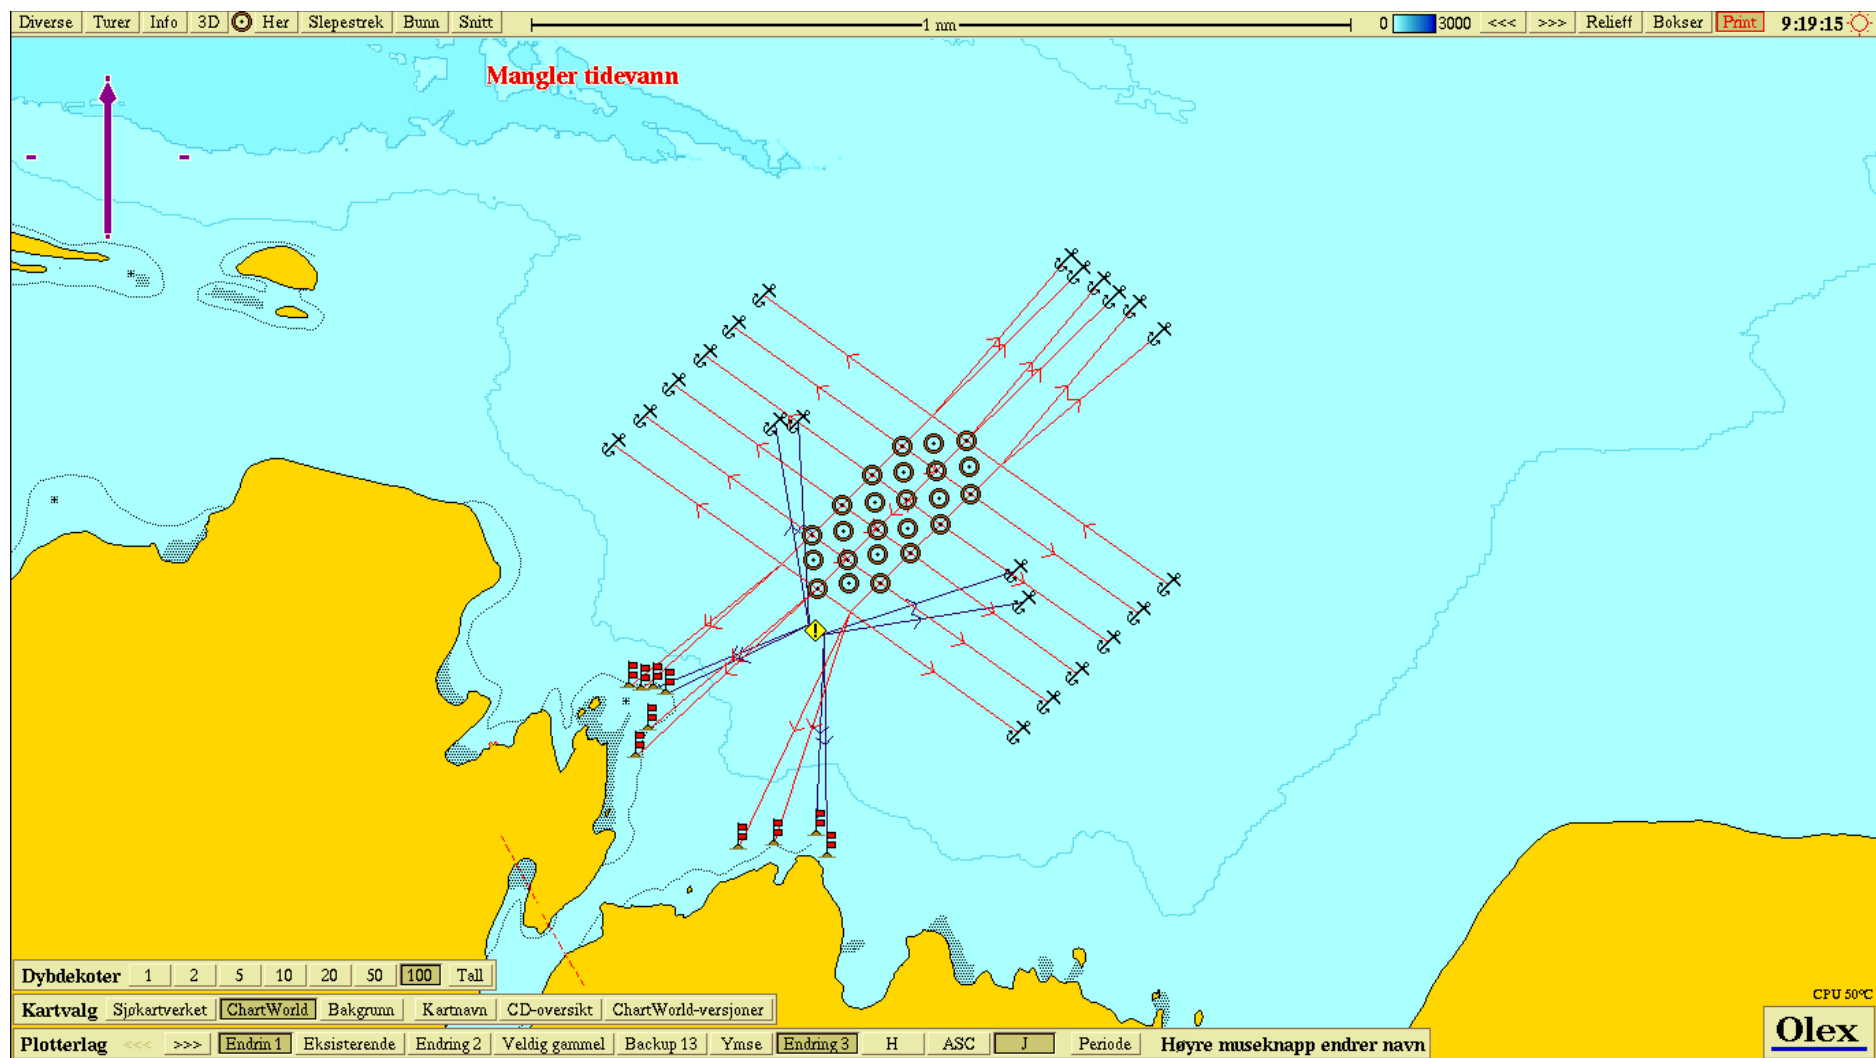 Diverse Turer Info 3D Her Slepestrek Bunn Snitt 1 nm 0 3000 <<< >>> Relieff Bokser Print 9:19:15
Mangler tidevann
Dybdekoter 1 2 5 10 20 50 100 Tall
CPU 50°C
Kartvalg Sjøkartverket ChartWorld Bakgrunn Kartnavn CD-oversikt ChartWorld-versjoner
Olex
Plotterlag <<< >>> Endrin 1 Eksisterende Endring 2 Veldig gammel Backup 13 Ymse Endring 3 H ASC J Periode Høyre museknapp endrer navn